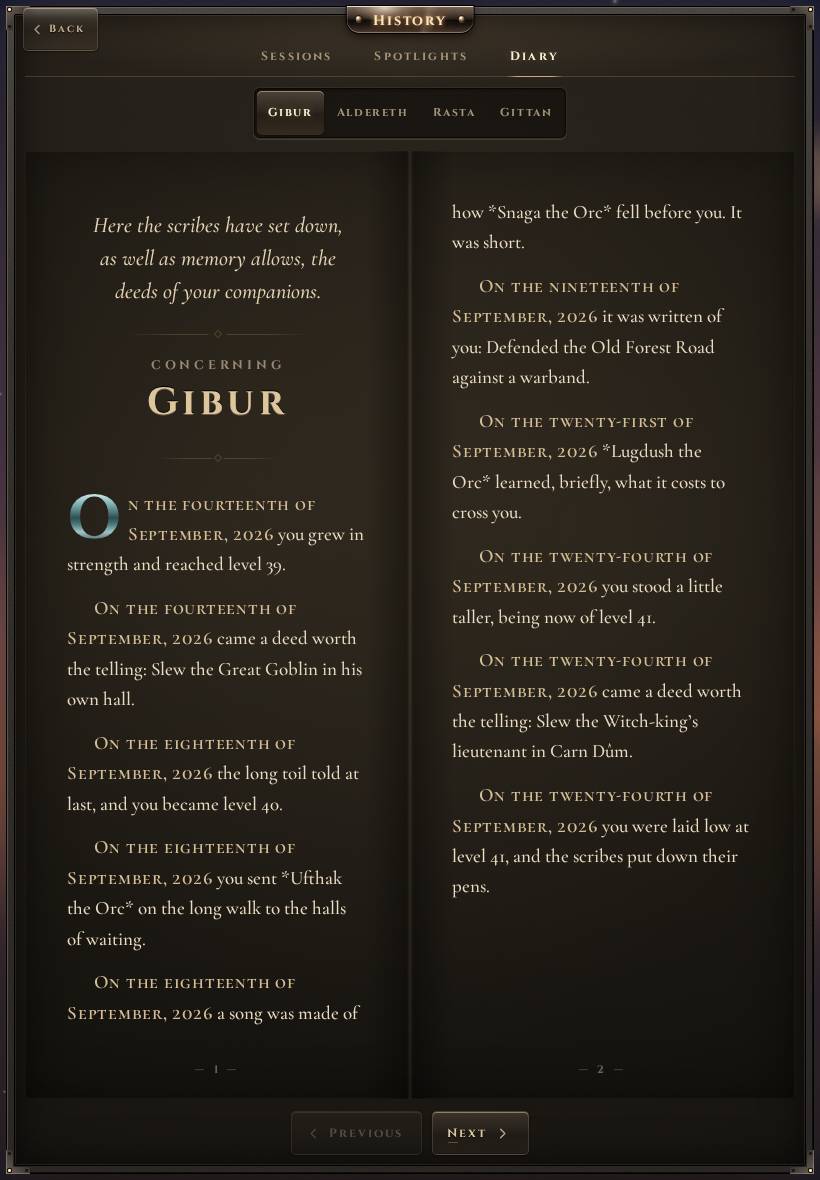 Back
History
Sessions Spotlights Diary
Gibur Aldereth Rasta Gittan
Here the scribes have set down,
as well as memory allows, the
deeds of your companions.
CONCERNING
Gibur
On the fourteenth of
September, 2026 you grew in
strength and reached level 39.
On the fourteenth of
September, 2026 came a deed worth
the telling: Slew the Great Goblin in his
own hall.
On the eighteenth of
September, 2026 the long toil told at
last, and you became level 40.
On the eighteenth of
September, 2026 you sent *Ufthak
the Orc* on the long walk to the halls
of waiting.
On the eighteenth of
September, 2026 a song was made of
— 1 —
how *Snaga the Orc* fell before you. It
was short.
On the nineteenth of
September, 2026 it was written of
you: Defended the Old Forest Road
against a warband.
On the twenty-first of
September, 2026 *Lugdush the
Orc* learned, briefly, what it costs to
cross you.
On the twenty-fourth of
September, 2026 you stood a little
taller, being now of level 41.
On the twenty-fourth of
September, 2026 came a deed worth
the telling: Slew the Witch-king’s
lieutenant in Carn Dûm.
On the twenty-fourth of
September, 2026 you were laid low at
level 41, and the scribes put down their
pens.
— 2 —
Previous Next